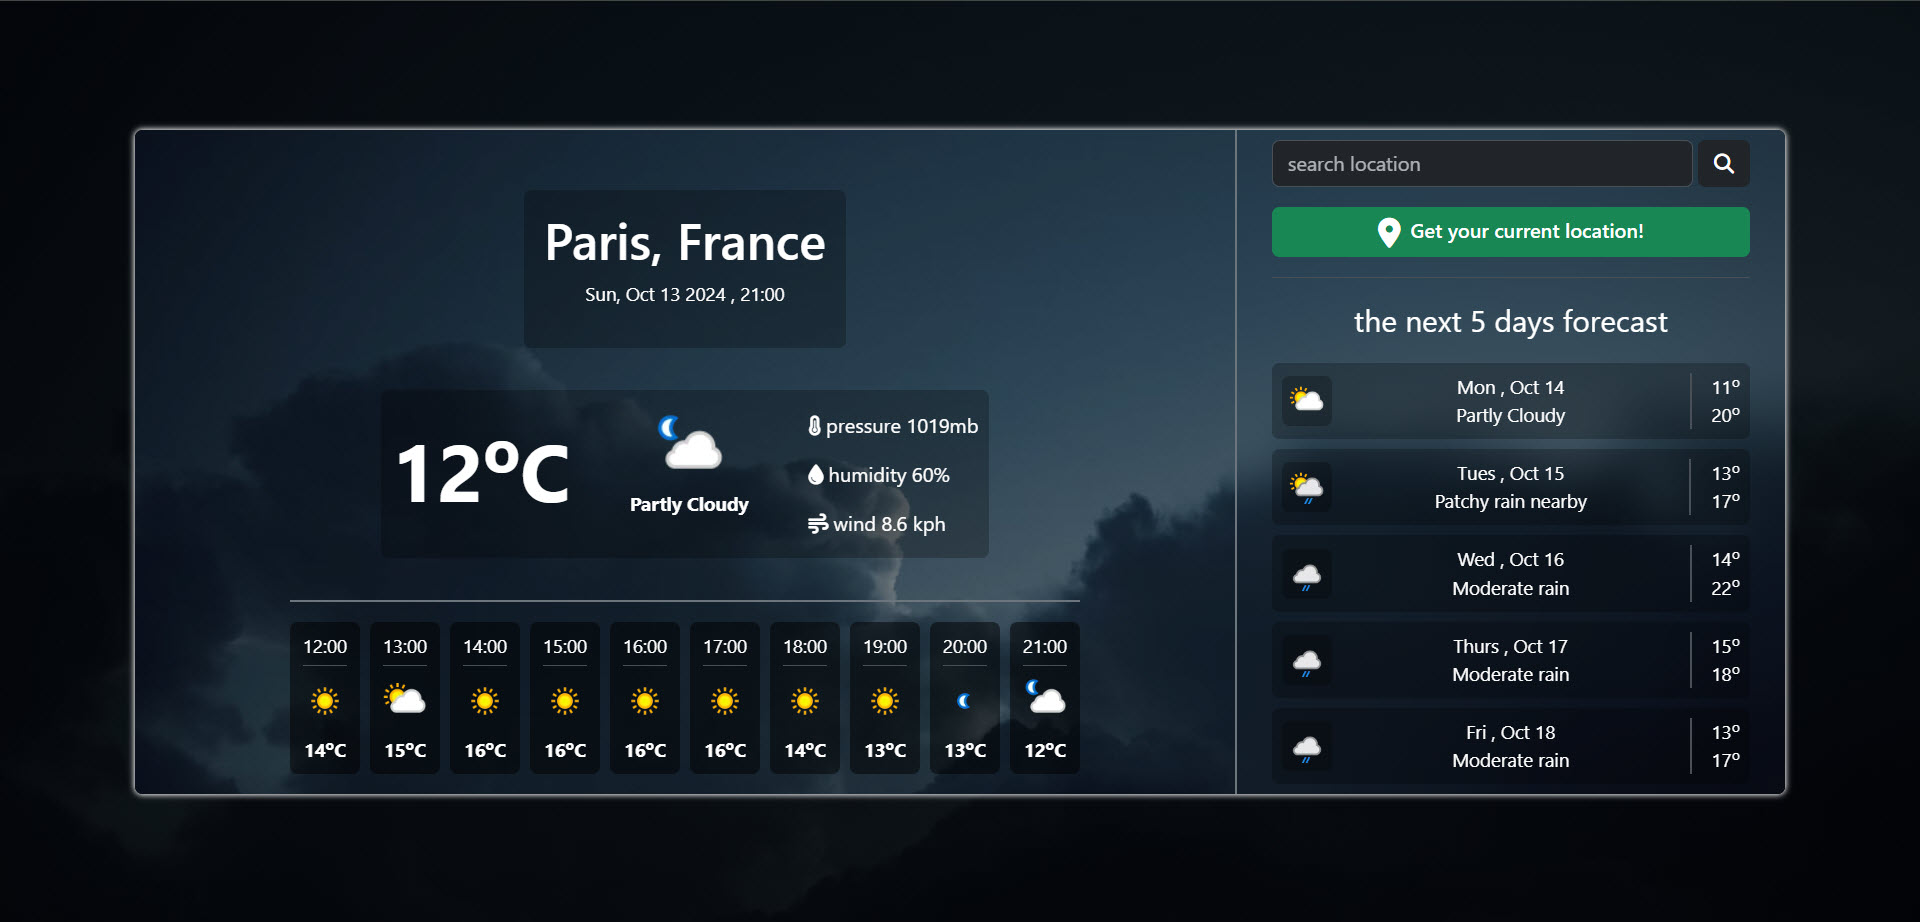 Paris, France
Sun, Oct 13 2024 , 21:00
12ºC
Partly Cloudy
pressure 1019mb
humidity 60%
wind 8.6 kph
12:00 13:00 14:00 15:00 16:00 17:00 18:00 19:00 20:00 21:00
14ºC 15ºC 16ºC 16ºC 16ºC 16ºC 14ºC 13ºC 13ºC 12ºC
search location
Get your current location!
the next 5 days forecast
Mon , Oct 14 11º
Partly Cloudy 20º
Tues , Oct 15 13º
Patchy rain nearby 17º
Wed , Oct 16 14º
Moderate rain 22º
Thurs , Oct 17 15º
Moderate rain 18º
Fri , Oct 18 13º
Moderate rain 17º